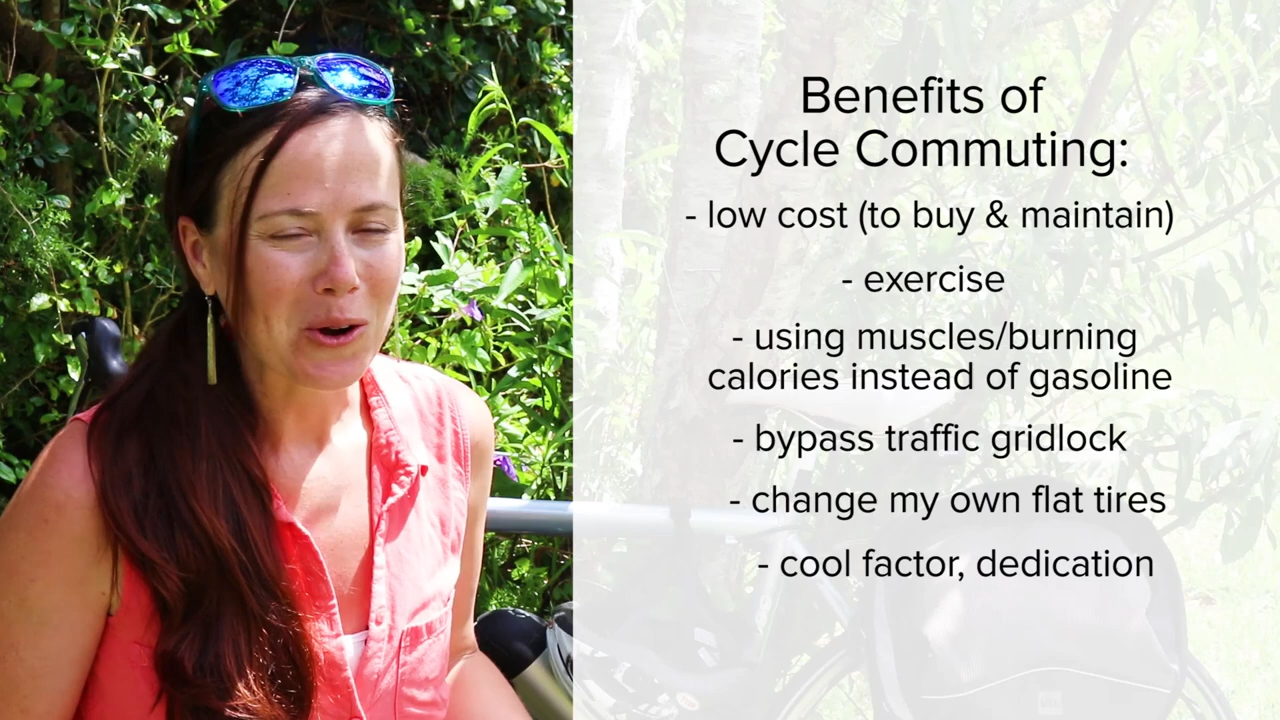 Benefits of
Cycle Commuting:
- low cost (to buy & maintain)
- exercise
- using muscles/burning
calories instead of gasoline
- bypass traffic gridlock
- change my own flat tires
- cool factor, dedication